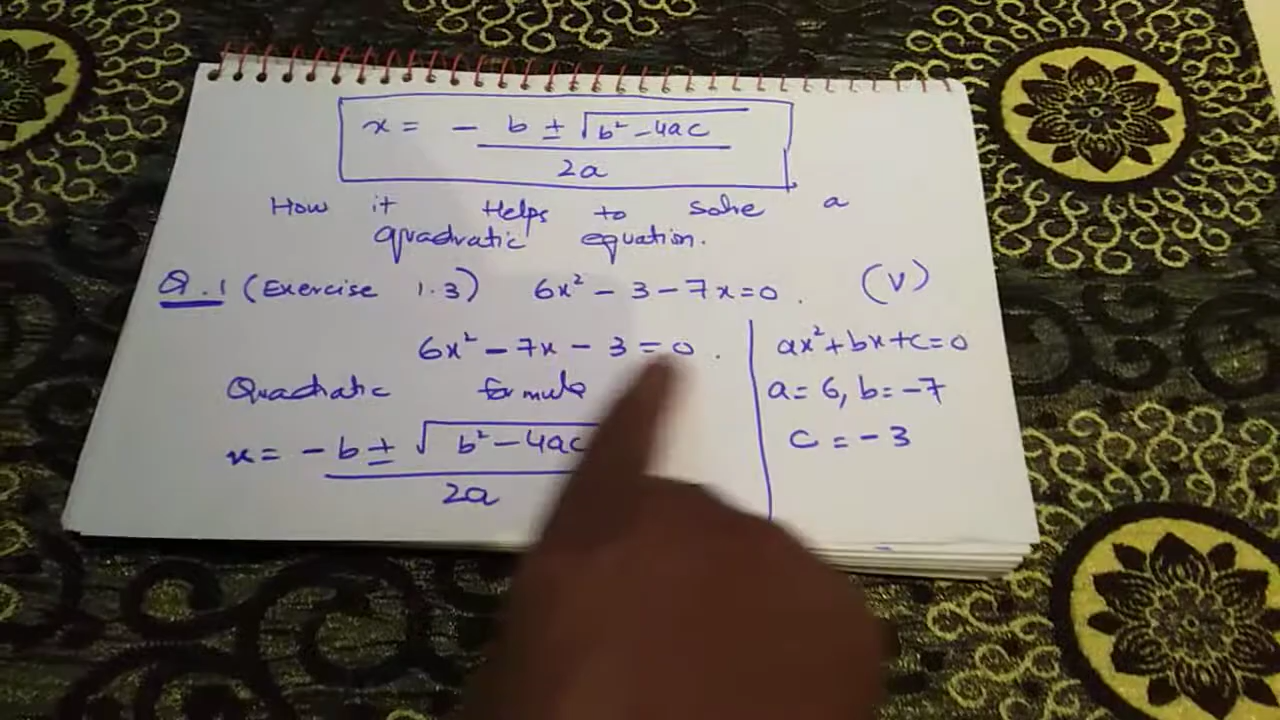 x = - b ± √b² - 4ac
2a
How it Helps to solve a
quadratic equation.
Q.1 (Exercise 1.3) 6x² - 3 - 7x = 0. (V)
6x² - 7x - 3 = 0.
Quadratic formula
x = - b ± √b² - 4ac
2a
ax² + bx + c = 0
a = 6, b = -7
c = -3